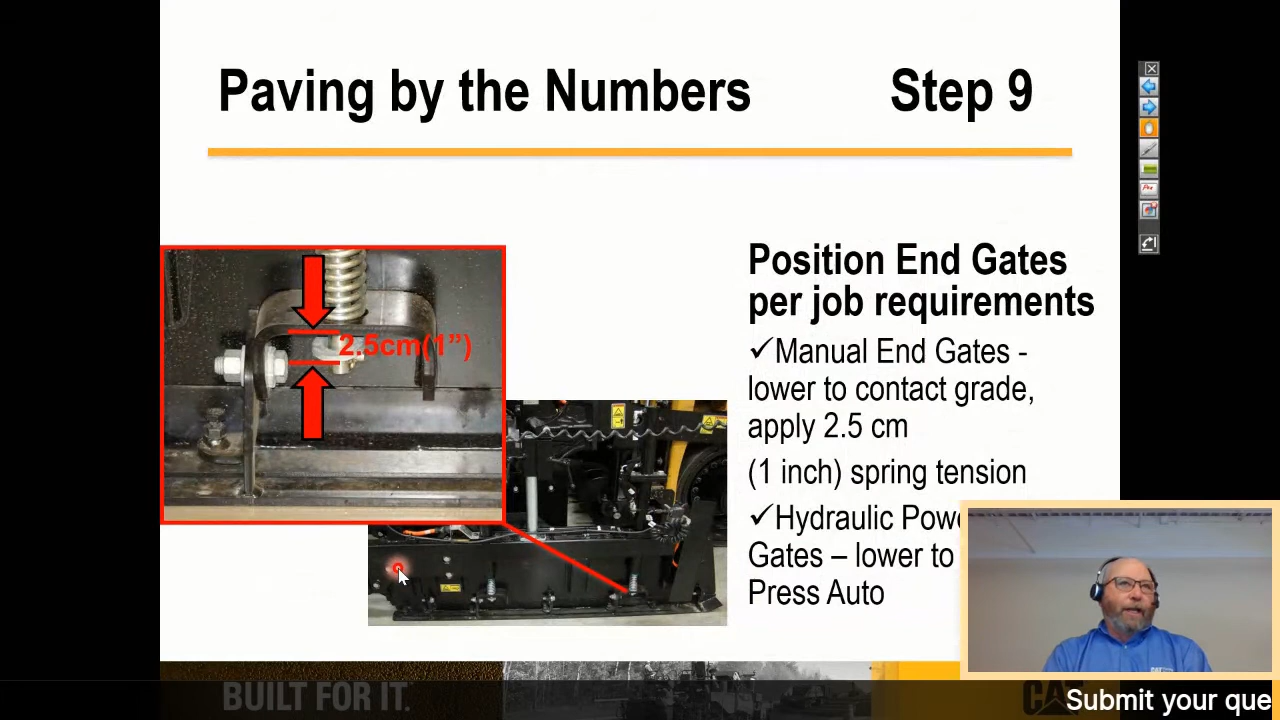 Paving by the Numbers Step 9
2.5cm(1”)
Position End Gates
per job requirements
✓Manual End Gates -
lower to contact grade,
apply 2.5 cm
(1 inch) spring tension
✓Hydraulic
Gates – lower to
Press Auto
BUILT FOR IT.
CAT
Submit your